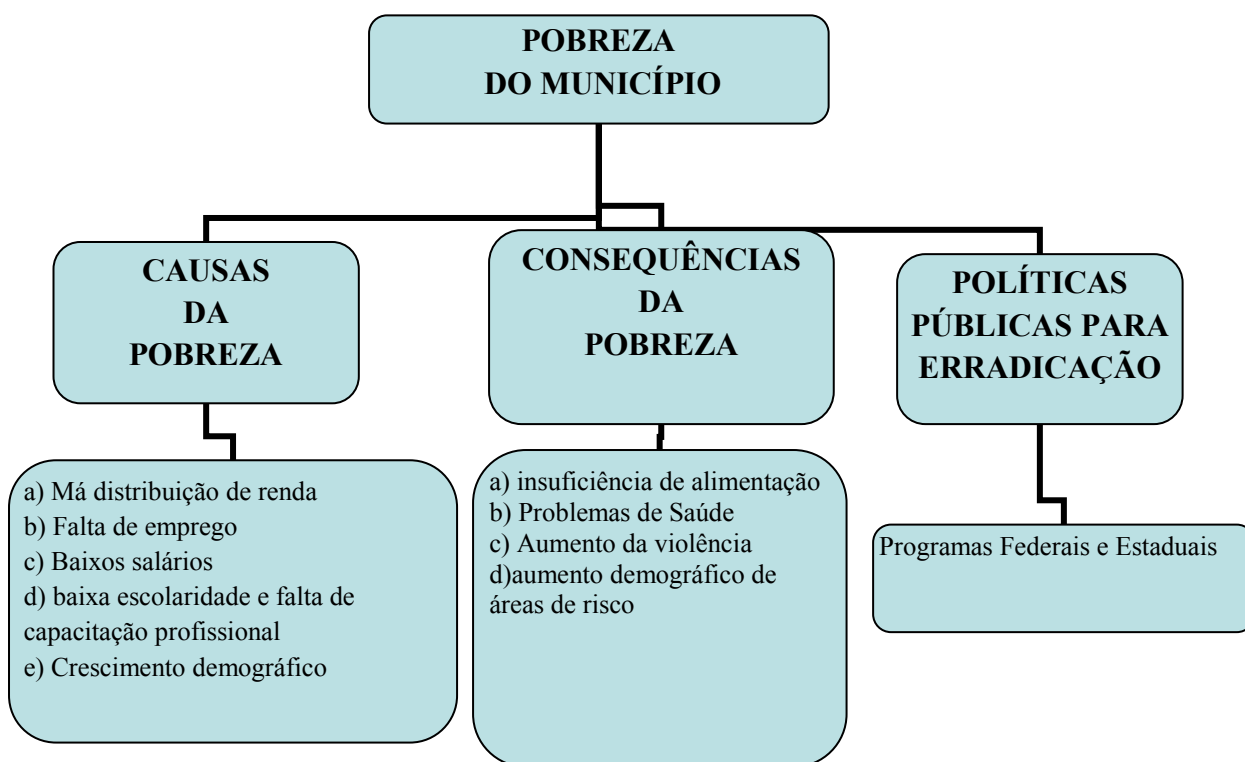 POBREZA
DO MUNICÍPIO
CAUSAS
DA
POBREZA
CONSEQUÊNCIAS
DA
POBREZA
POLÍTICAS
PÚBLICAS PARA
ERRADICAÇÃO
a) Má distribuição de renda
b) Falta de emprego
c) Baixos salários
d) baixa escolaridade e falta de
capacitação profissional
e) Crescimento demográfico
a) insuficiência de alimentação
b) Problemas de Saúde
c) Aumento da violência
d)aumento demográfico de
áreas de risco
Programas Federais e Estaduais